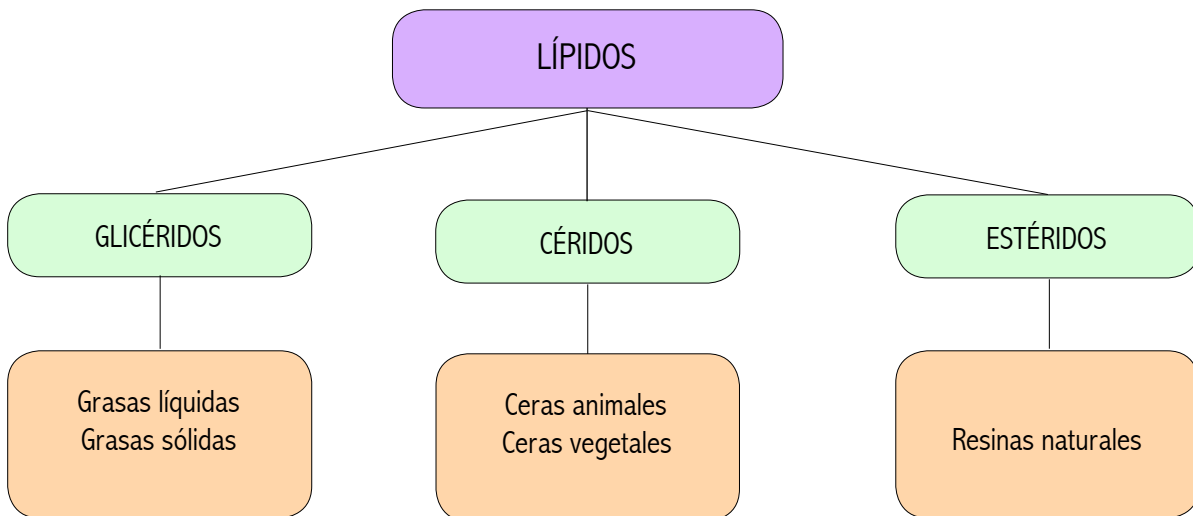 LÍPIDOS
GLICÉRIDOS
CÉRIDOS
ESTÉRIDOS
Grasas líquidas
Grasas sólidas
Ceras animales
Ceras vegetales
Resinas naturales